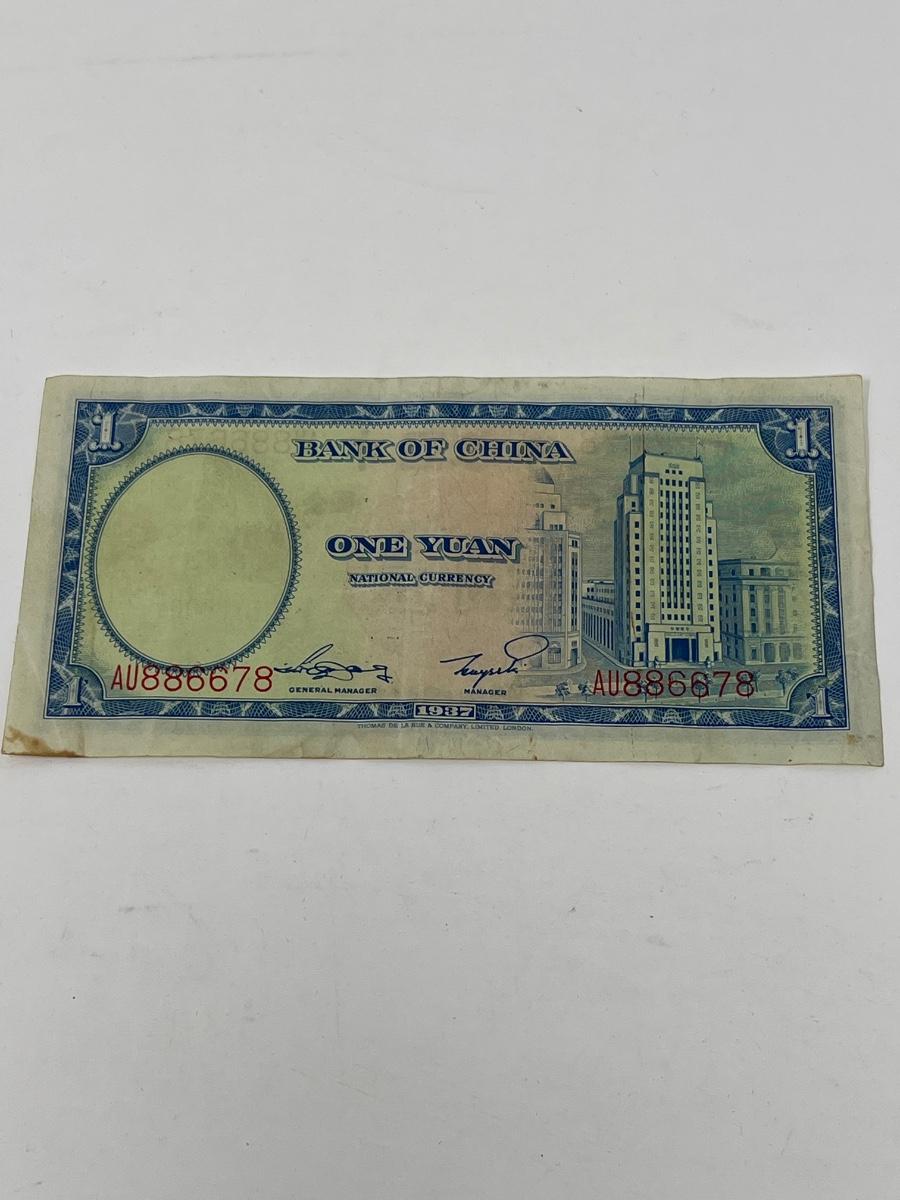 1
1
BANK OF CHINA
ONE YUAN
NATIONAL CURRENCY
AU886678
GENERAL MANAGER
MANAGER
AU886678
1
1937
1
THOMAS DE LA RUE & COMPANY, LIMITED, LONDON.